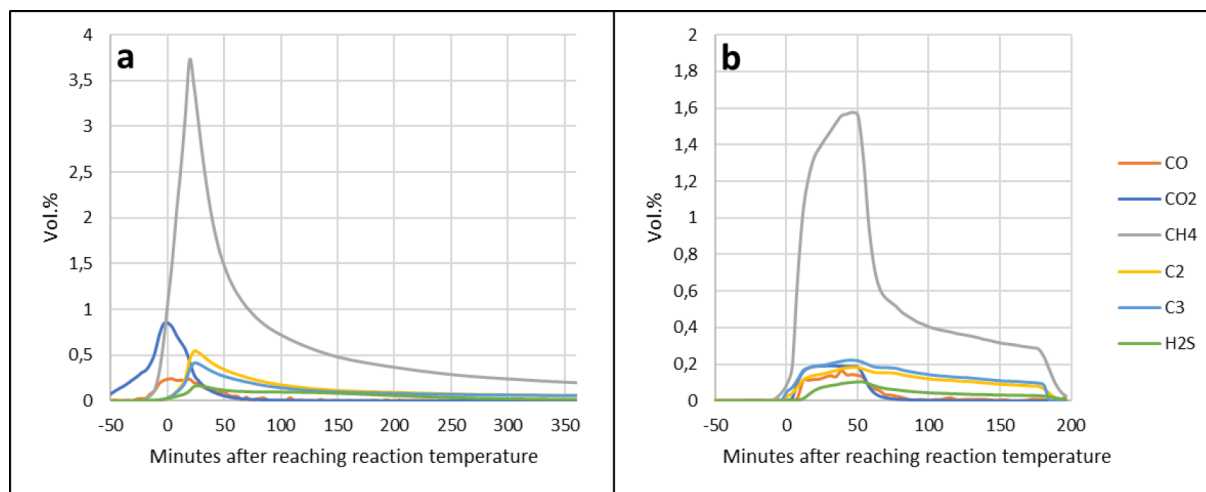 a
4
3,5
3
2,5
2
1,5
1
0,5
0
-50 0 50 100 150 200 250 300 350
Vol.%
Minutes after reaching reaction temperature
b
2
1,8
1,6
1,4
1,2
1
0,8
0,6
0,4
0,2
0
-50 0 50 100 150 200
Vol.%
Minutes after reaching reaction temperature
CO
CO2
CH4
C2
C3
H2S